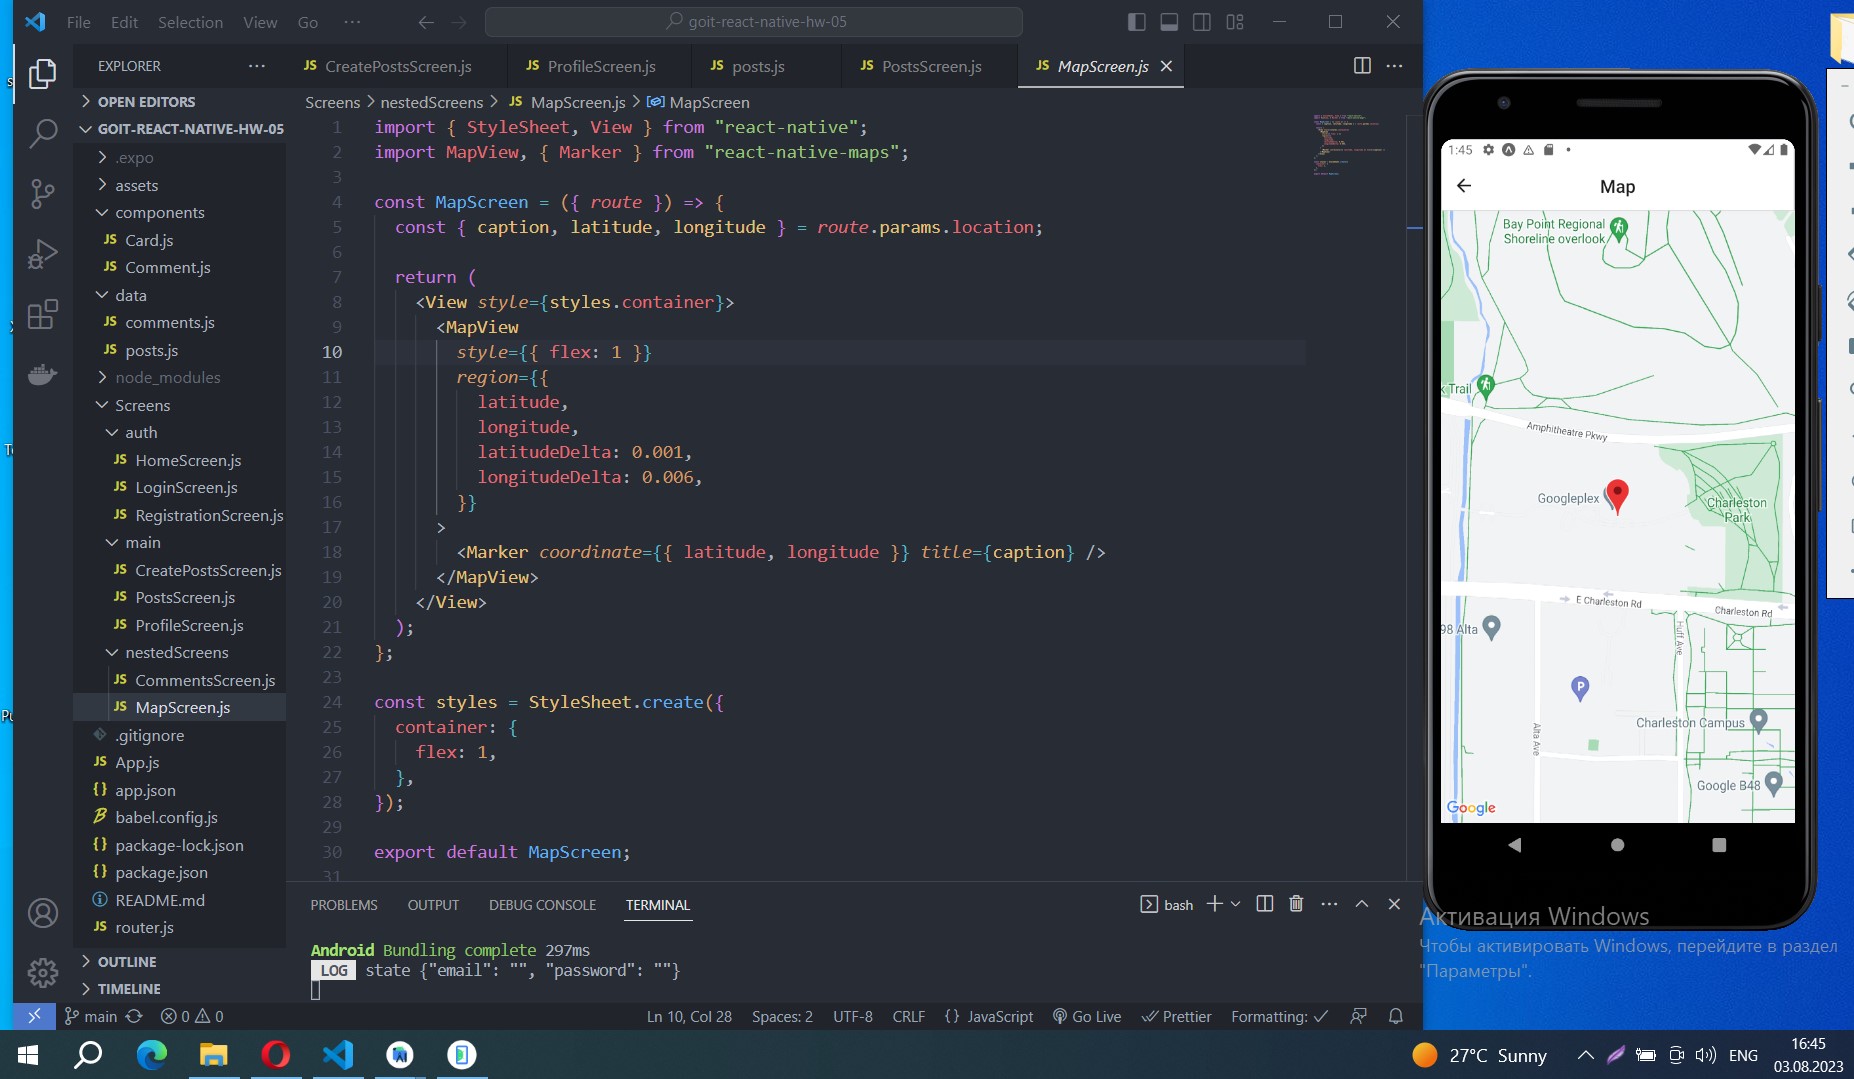 File Edit Selection View Go ···
goit-react-native-hw-05
EXPLORER
OPEN EDITORS
GOIT-REACT-NATIVE-HW-05
.expo
assets
components
JS Card.js
JS Comment.js
data
JS comments.js
JS posts.js
node_modules
Screens
auth
JS HomeScreen.js
JS LoginScreen.js
JS RegistrationScreen.js
main
JS CreatePostsScreen.js
JS PostsScreen.js
JS ProfileScreen.js
nestedScreens
JS CommentsScreen.js
JS MapScreen.js
.gitignore
JS App.js
{} app.json
babel.config.js
{} package-lock.json
{} package.json
README.md
JS router.js
OUTLINE
TIMELINE
JS CreatePostsScreen.js JS ProfileScreen.js JS posts.js JS PostsScreen.js JS MapScreen.js
Screens > nestedScreens > JS MapScreen.js > MapScreen
1 import { StyleSheet, View } from "react-native";
2 import MapView, { Marker } from "react-native-maps";
3
4 const MapScreen = ({ route }) => {
5 const { caption, latitude, longitude } = route.params.location;
6
7 return (
8 <View style={styles.container}>
9 <MapView
10 style={{ flex: 1 }}
11 region={{
12 latitude,
13 longitude,
14 latitudeDelta: 0.001,
15 longitudeDelta: 0.006,
16 }}
17 >
18 <Marker coordinate={{ latitude, longitude }} title={caption} />
19 </MapView>
20 </View>
21 );
22 };
23
24 const styles = StyleSheet.create({
25 container: {
26 flex: 1,
27 },
28 });
29
30 export default MapScreen;
31
PROBLEMS OUTPUT DEBUG CONSOLE TERMINAL
bash
Android Bundling complete 297ms
LOG state {"email": "", "password": ""}
main 0 0
Ln 10, Col 28 Spaces: 2 UTF-8 CRLF {} JavaScript Go Live Prettier Formatting:
1:45
Map
Bay Point Regional
Shoreline overlook
k Trail
Amphitheatre Pkwy
Googleplex
Charleston
Park
E Charleston Rd
Charleston Rd
98 Alta
Huff Ave
P
Alta Ave
Charleston Campus
Google B48
Google
Активация Windows
Чтобы активировать Windows, перейдите в раздел
"Параметры".
27°C Sunny
ENG
16:45
03.08.2023